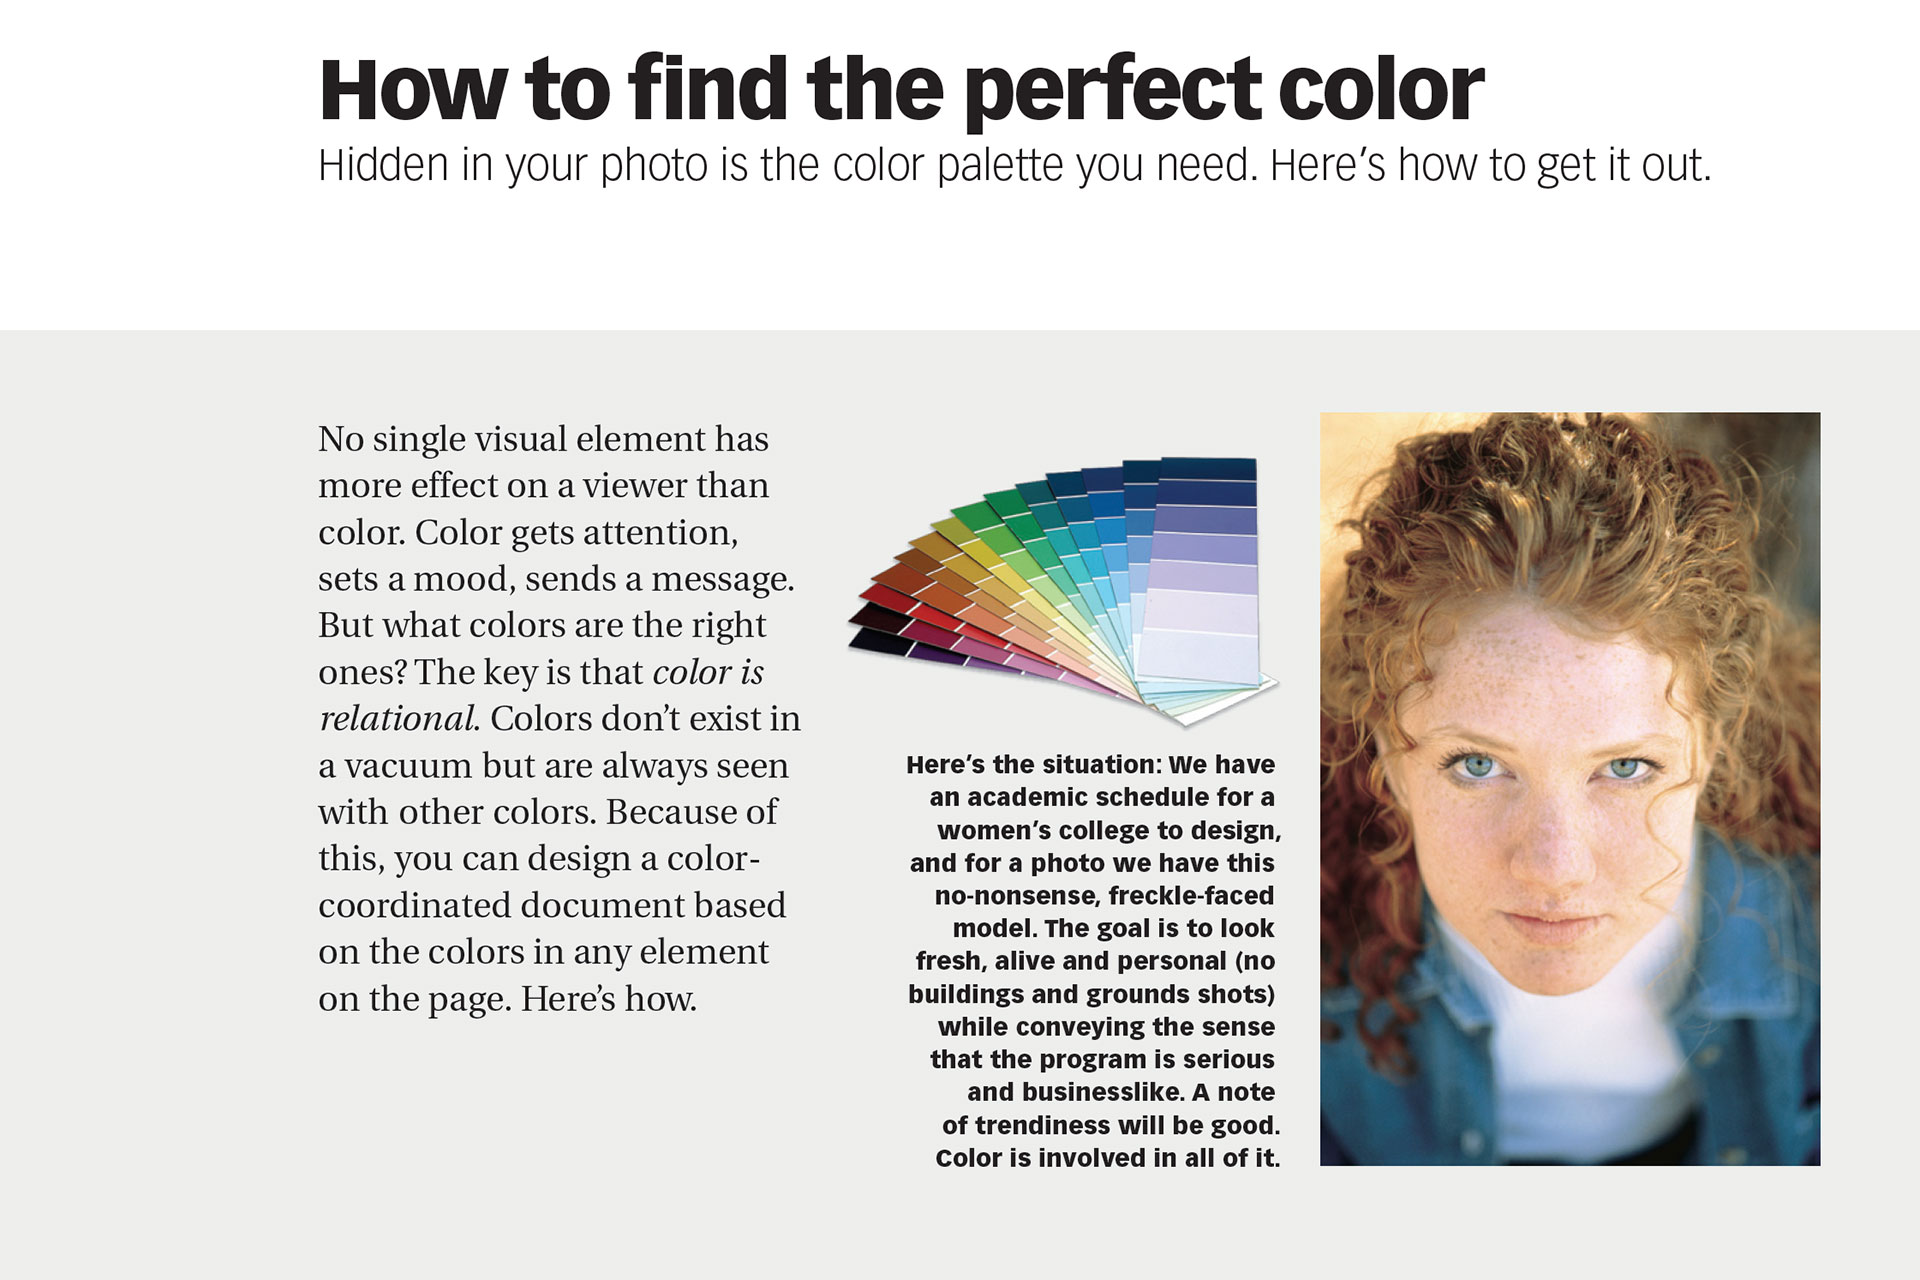 How to find the perfect color
Hidden in your photo is the color palette you need. Here’s how to get it out.
No single visual element has
more effect on a viewer than
color. Color gets attention,
sets a mood, sends a message.
But what colors are the right
ones? The key is that color is
relational. Colors don’t exist in
a vacuum but are always seen
with other colors. Because of
this, you can design a color-
coordinated document based
on the colors in any element
on the page. Here’s how.
Here’s the situation: We have
an academic schedule for a
women’s college to design,
and for a photo we have this
no-nonsense, freckle-faced
model. The goal is to look
fresh, alive and personal (no
buildings and grounds shots)
while conveying the sense
that the program is serious
and businesslike. A note
of trendiness will be good.
Color is involved in all of it.